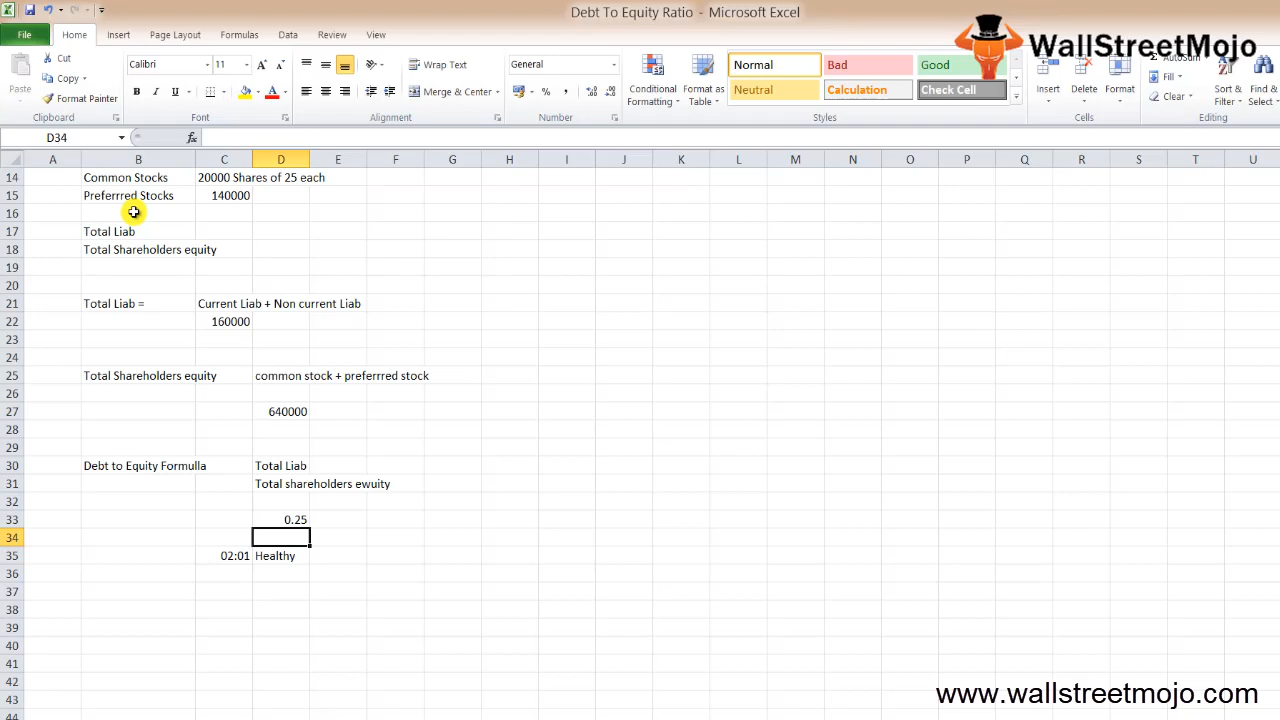 Debt To Equity Ratio - Microsoft Excel
WallStreetMojo
File Home Insert Page Layout Formulas Data Review View
Paste
Cut
Copy
Format Painter
Clipboard
Calibri 11
B I U
Font
Wrap Text
Merge & Center
Alignment
General
$ % ,
Number
Conditional Formatting
Format as Table
Normal Bad Good
Neutral Calculation Check Cell
Styles
Insert Delete Format
Cells
AutoSum
Fill
Clear
Sort & Filter
Find & Select
Editing
D34 fx
A B C D E F G H I J K L M N O P Q R S T U
14 Common Stocks 20000 Shares of 25 each
15 Preferrred Stocks 140000
16
17 Total Liab
18 Total Shareholders equity
19
20
21 Total Liab = Current Liab + Non current Liab
22 160000
23
24
25 Total Shareholders equity common stock + preferrred stock
26
27 640000
28
29
30 Debt to Equity Formulla Total Liab
31 Total shareholders ewuity
32
33 0.25
34
35 02:01 Healthy
36
37
38
39
40
41
42
43
44
www.wallstreetmojo.com